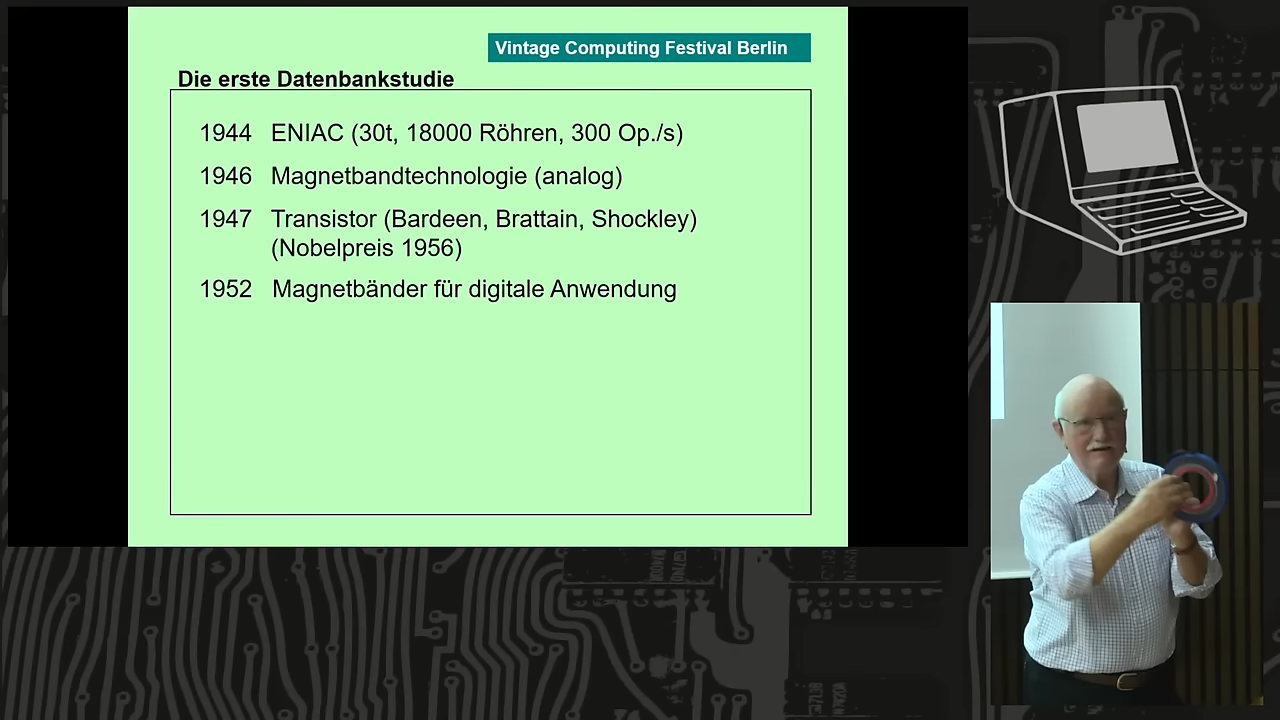 Vintage Computing Festival Berlin
Die erste Datenbankstudie
1944 ENIAC (30t, 18000 Röhren, 300 Op./s)
1946 Magnetbandtechnologie (analog)
1947 Transistor (Bardeen, Brattain, Shockley)
(Nobelpreis 1956)
1952 Magnetbänder für digitale Anwendung